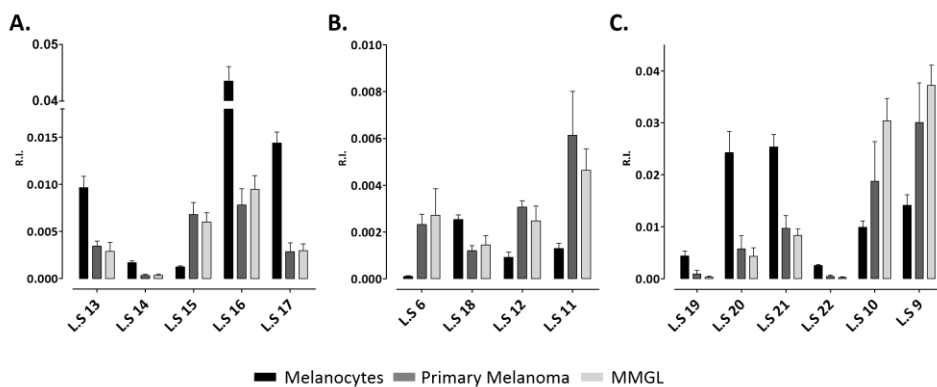 A.
0.05
0.04
0.015
0.010
0.005
0.000
R.I.
L.S 13
L.S 14
L.S 15
L.S 16
L.S 17
B.
0.010
0.008
0.006
0.004
0.002
0.000
R.I.
L.S 6
L.S 18
L.S 12
L.S 11
C.
0.04
0.03
0.02
0.01
0.00
R.I.
L.S 19
L.S 20
L.S 21
L.S 22
L.S 10
L.S 9
Melanocytes Primary Melanoma MMGL